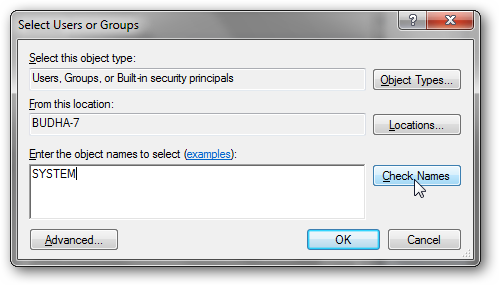 Select Users or Groups
Select this object type:
Users, Groups, or Built-in security principals
Object Types...
From this location:
BUDHA-7
Locations...
Enter the object names to select (examples):
SYSTEM
Check Names
Advanced...
OK
Cancel